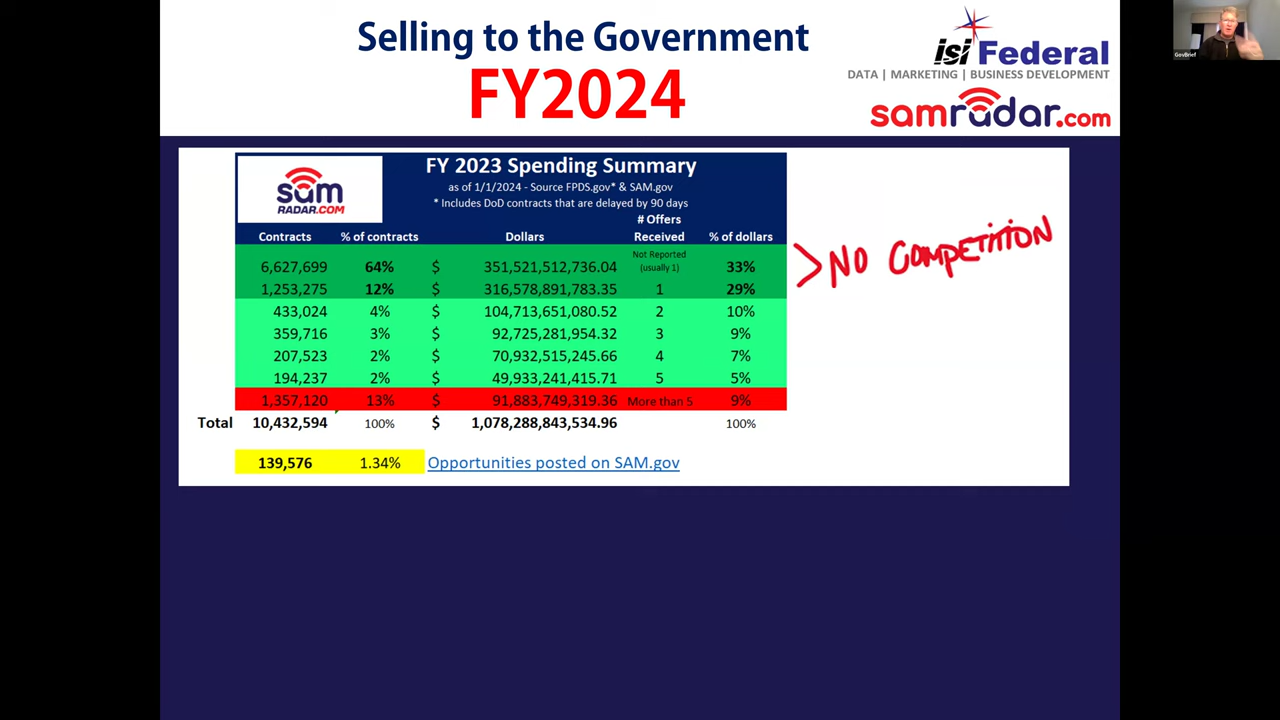 Selling to the Government
FY2024
isi Federal
DATA | MARKETING | BUSINESS DEVELOPMENT
samradar.com
GovBrief
sam
RADAR.COM
FY 2023 Spending Summary
as of 1/1/2024 - Source FPDS.gov* & SAM.gov
* Includes DoD contracts that are delayed by 90 days
Contracts % of contracts Dollars # Offers Received % of dollars
6,627,699 64% $ 351,521,512,736.04 Not Reported (usually 1) 33%
1,253,275 12% $ 316,578,891,783.35 1 29%
433,024 4% $ 104,713,651,080.52 2 10%
359,716 3% $ 92,725,281,954.32 3 9%
207,523 2% $ 70,932,515,245.66 4 7%
194,237 2% $ 49,933,241,415.71 5 5%
1,357,120 13% $ 91,883,749,319.36 More than 5 9%
Total 10,432,594 100% $ 1,078,288,843,534.96 100%
139,576 1.34% Opportunities posted on SAM.gov
> NO COMPETITION